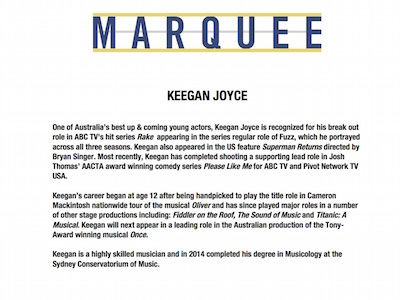 MARQUEE
KEEGAN JOYCE
One of Australia's best up & coming young actors, Keegan Joyce is recognized for his break out
role in ABC TV's hit series Rake appearing in the series regular role of Fuzz, which he portrayed
across all three seasons. Keegan also appeared in the US feature Superman Returns directed by
Bryan Singer. Most recently, Keegan has completed shooting a supporting lead role in Josh
Thomas' AACTA award winning comedy series Please Like Me for ABC TV and Pivot Network TV
USA.
Keegan's career began at age 12 after being handpicked to play the title role in Cameron
Mackintosh nationwide tour of the musical Oliver and has since played major roles in a number
of other stage productions including: Fiddler on the Roof, The Sound of Music and Titanic: A
Musical. Keegan will next appear in a leading role in the Australian production of the Tony-
Award winning musical Once.
Keegan is a highly skilled musician and in 2014 completed his degree in Musicology at the
Sydney Conservatorium of Music.